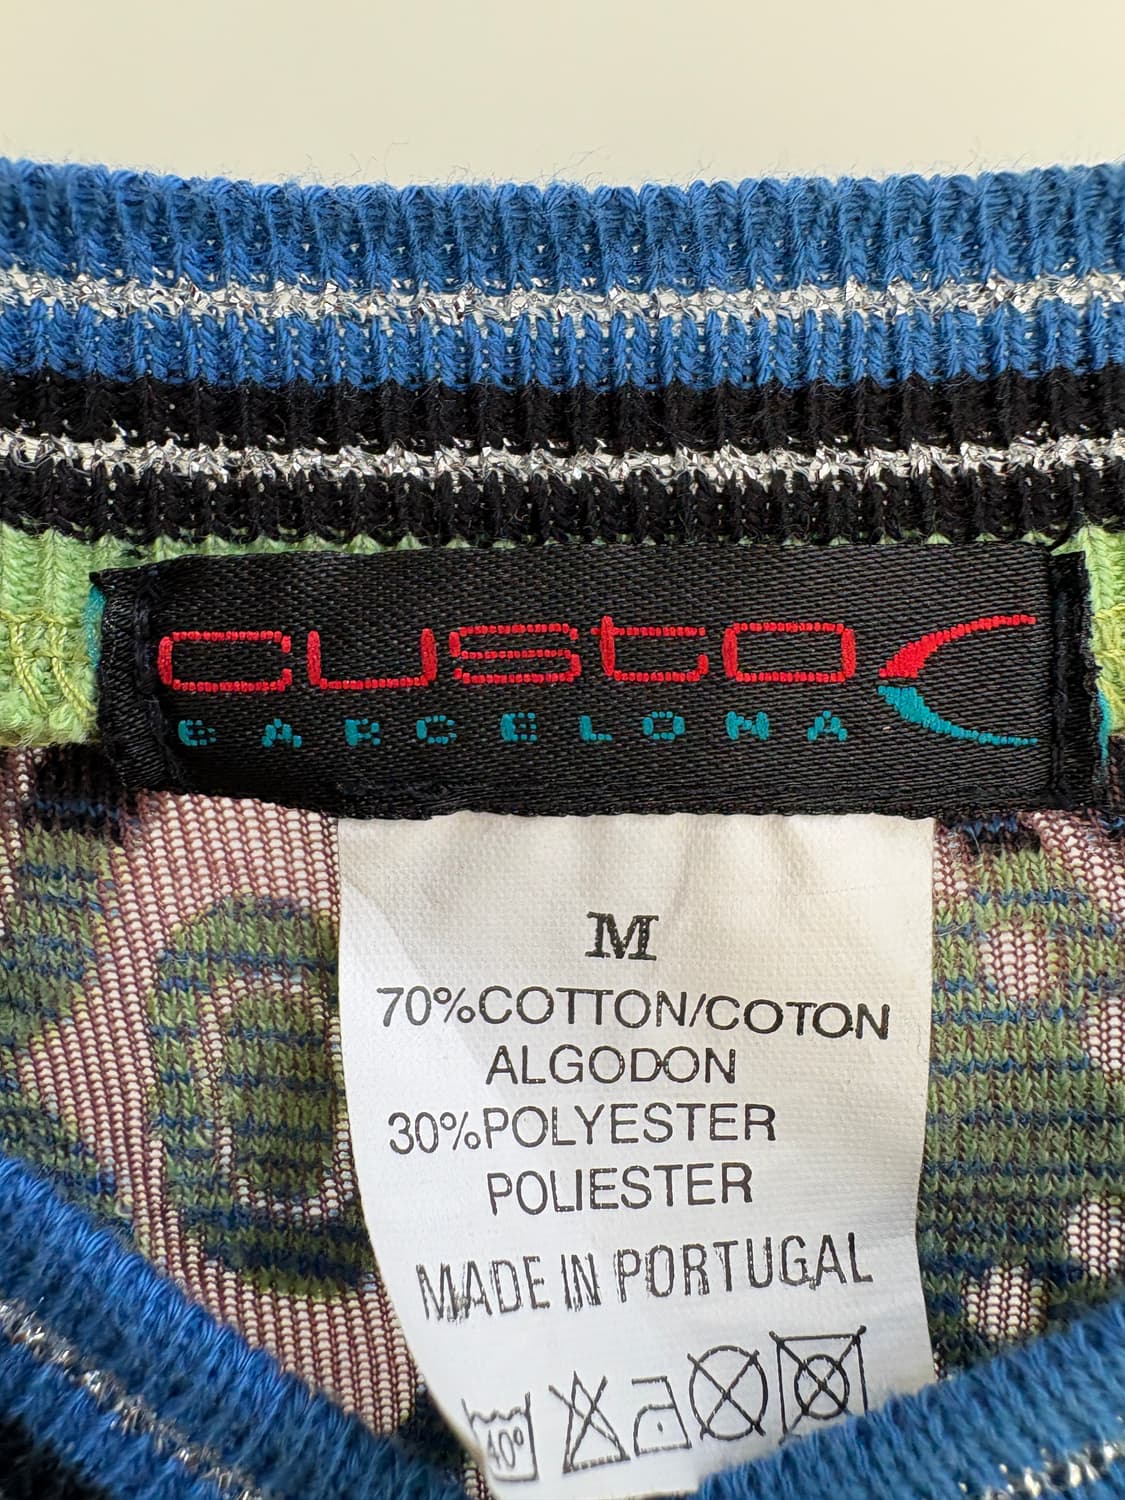 custo
BARCELONA
M
70%COTTON/COTON
ALGODON
30%POLYESTER
POLIESTER
MADE IN PORTUGAL
40°